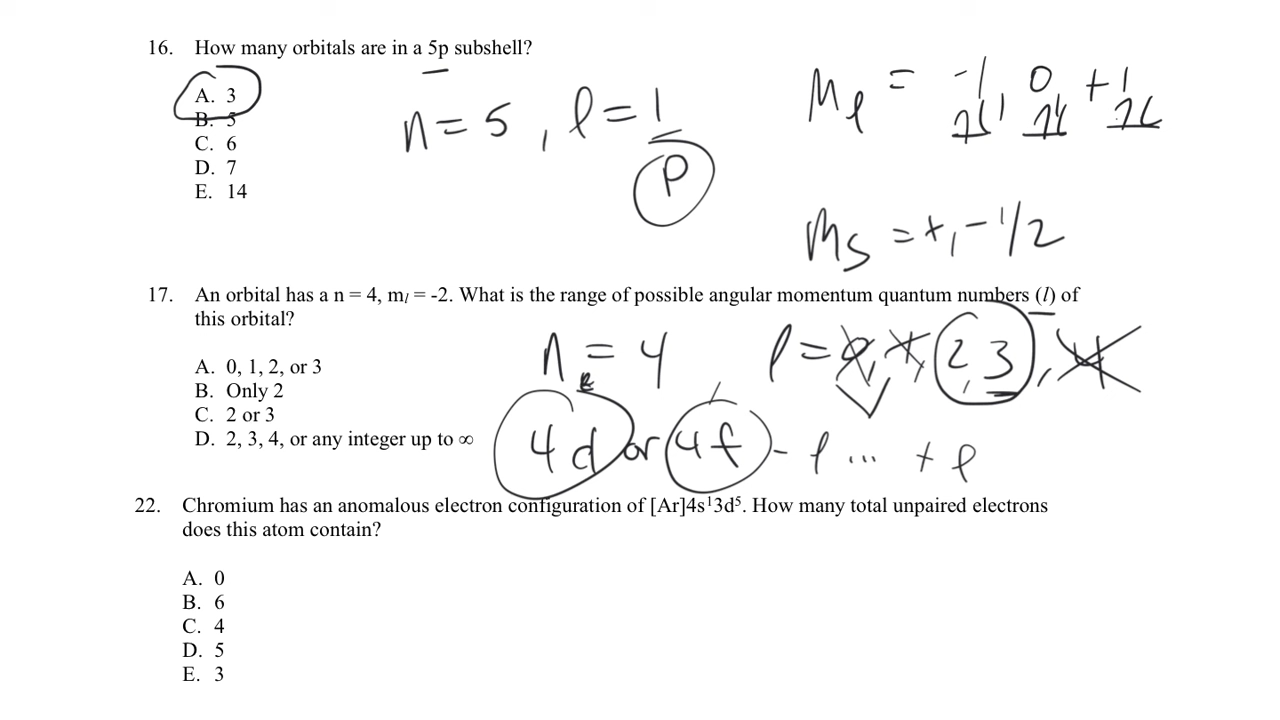 16. How many orbitals are in a 5p subshell?
A. 3
B. 5
C. 6
D. 7
E. 14
n = 5, l = 1
p
Ml = -1, 0, +1
Ms = +, - 1/2
17. An orbital has a n = 4, ml = -2. What is the range of possible angular momentum quantum numbers (l) of
this orbital?
A. 0, 1, 2, or 3
B. Only 2
C. 2 or 3
D. 2, 3, 4, or any integer up to ∞
n = 4
l = 0, 1, 2, 3, 4
4d or 4f
- l ... + l
22. Chromium has an anomalous electron configuration of [Ar]4s¹3d⁵. How many total unpaired electrons
does this atom contain?
A. 0
B. 6
C. 4
D. 5
E. 3